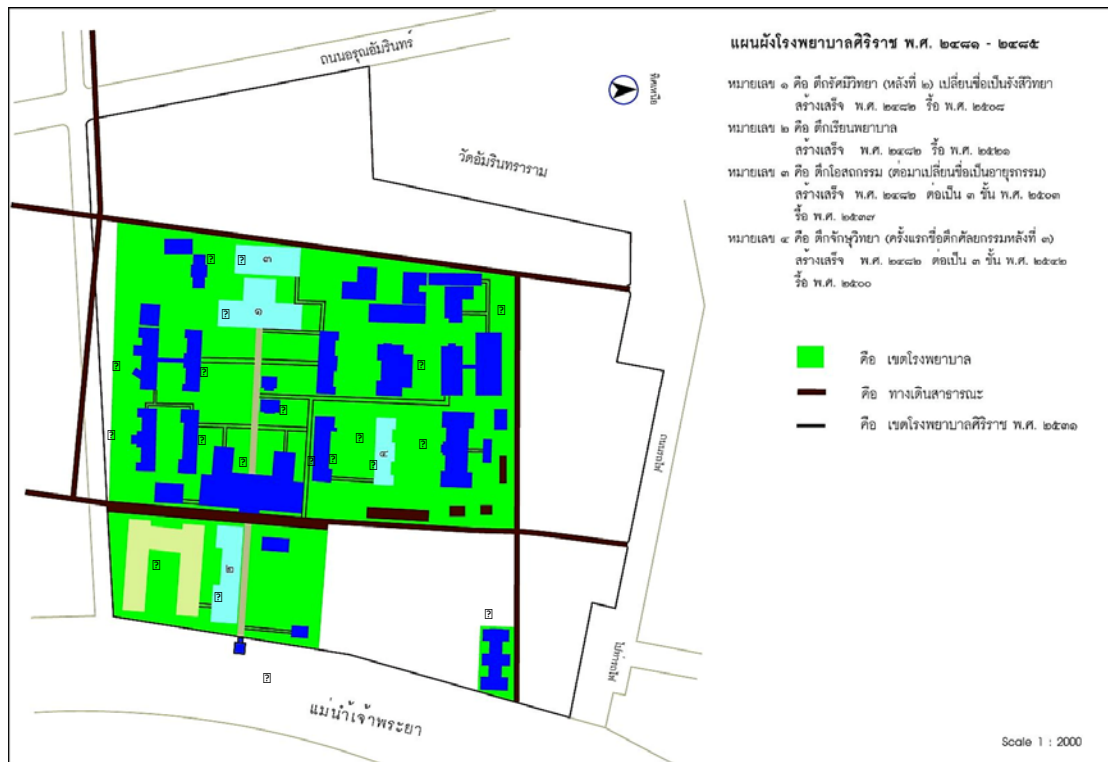 แผนผังโรงพยาบาลศิริราช พ.ศ. ๒๔๘๑ - ๒๔๘๕
หมายเลข ๑ คือ ตึกรัศมีวิทยา (หลังที่ ๒) เปลี่ยนชื่อเป็นรังสีวิทยา
สร้างเสร็จ พ.ศ. ๒๔๘๒ รื้อ พ.ศ. ๒๕๐๘
หมายเลข ๒ คือ ตึกเรียนพยาบาล
สร้างเสร็จ พ.ศ. ๒๔๘๒ รื้อ พ.ศ. ๒๕๒๑
หมายเลข ๓ คือ ตึกโอสถกรรม (ต่อมาเปลี่ยนชื่อเป็นอายุรกรรม)
สร้างเสร็จ พ.ศ. ๒๔๘๒ ต่อเป็น ๓ ชั้น พ.ศ. ๒๕๐๓
รื้อ พ.ศ. ๒๕๓๗
หมายเลข ๔ คือ ตึกจักษุวิทยา (ครั้งแรกชื่อตึกศัลยกรรมหลังที่ ๓)
สร้างเสร็จ พ.ศ. ๒๔๘๒ ต่อเป็น ๓ ชั้น พ.ศ. ๒๕๔๒
รื้อ พ.ศ. ๒๕๐๐
คือ เขตโรงพยาบาล
คือ ทางเดินสาธารณะ
คือ เขตโรงพยาบาลศิริราช พ.ศ. ๒๕๓๑
ถนนอรุณอัมรินทร์
ทิศเหนือ
วัดอัมรินทราราม
๓
๑
๔
๒
ถนนรถไฟ
แม่น้ำเจ้าพระยา
Scale 1 : 2000